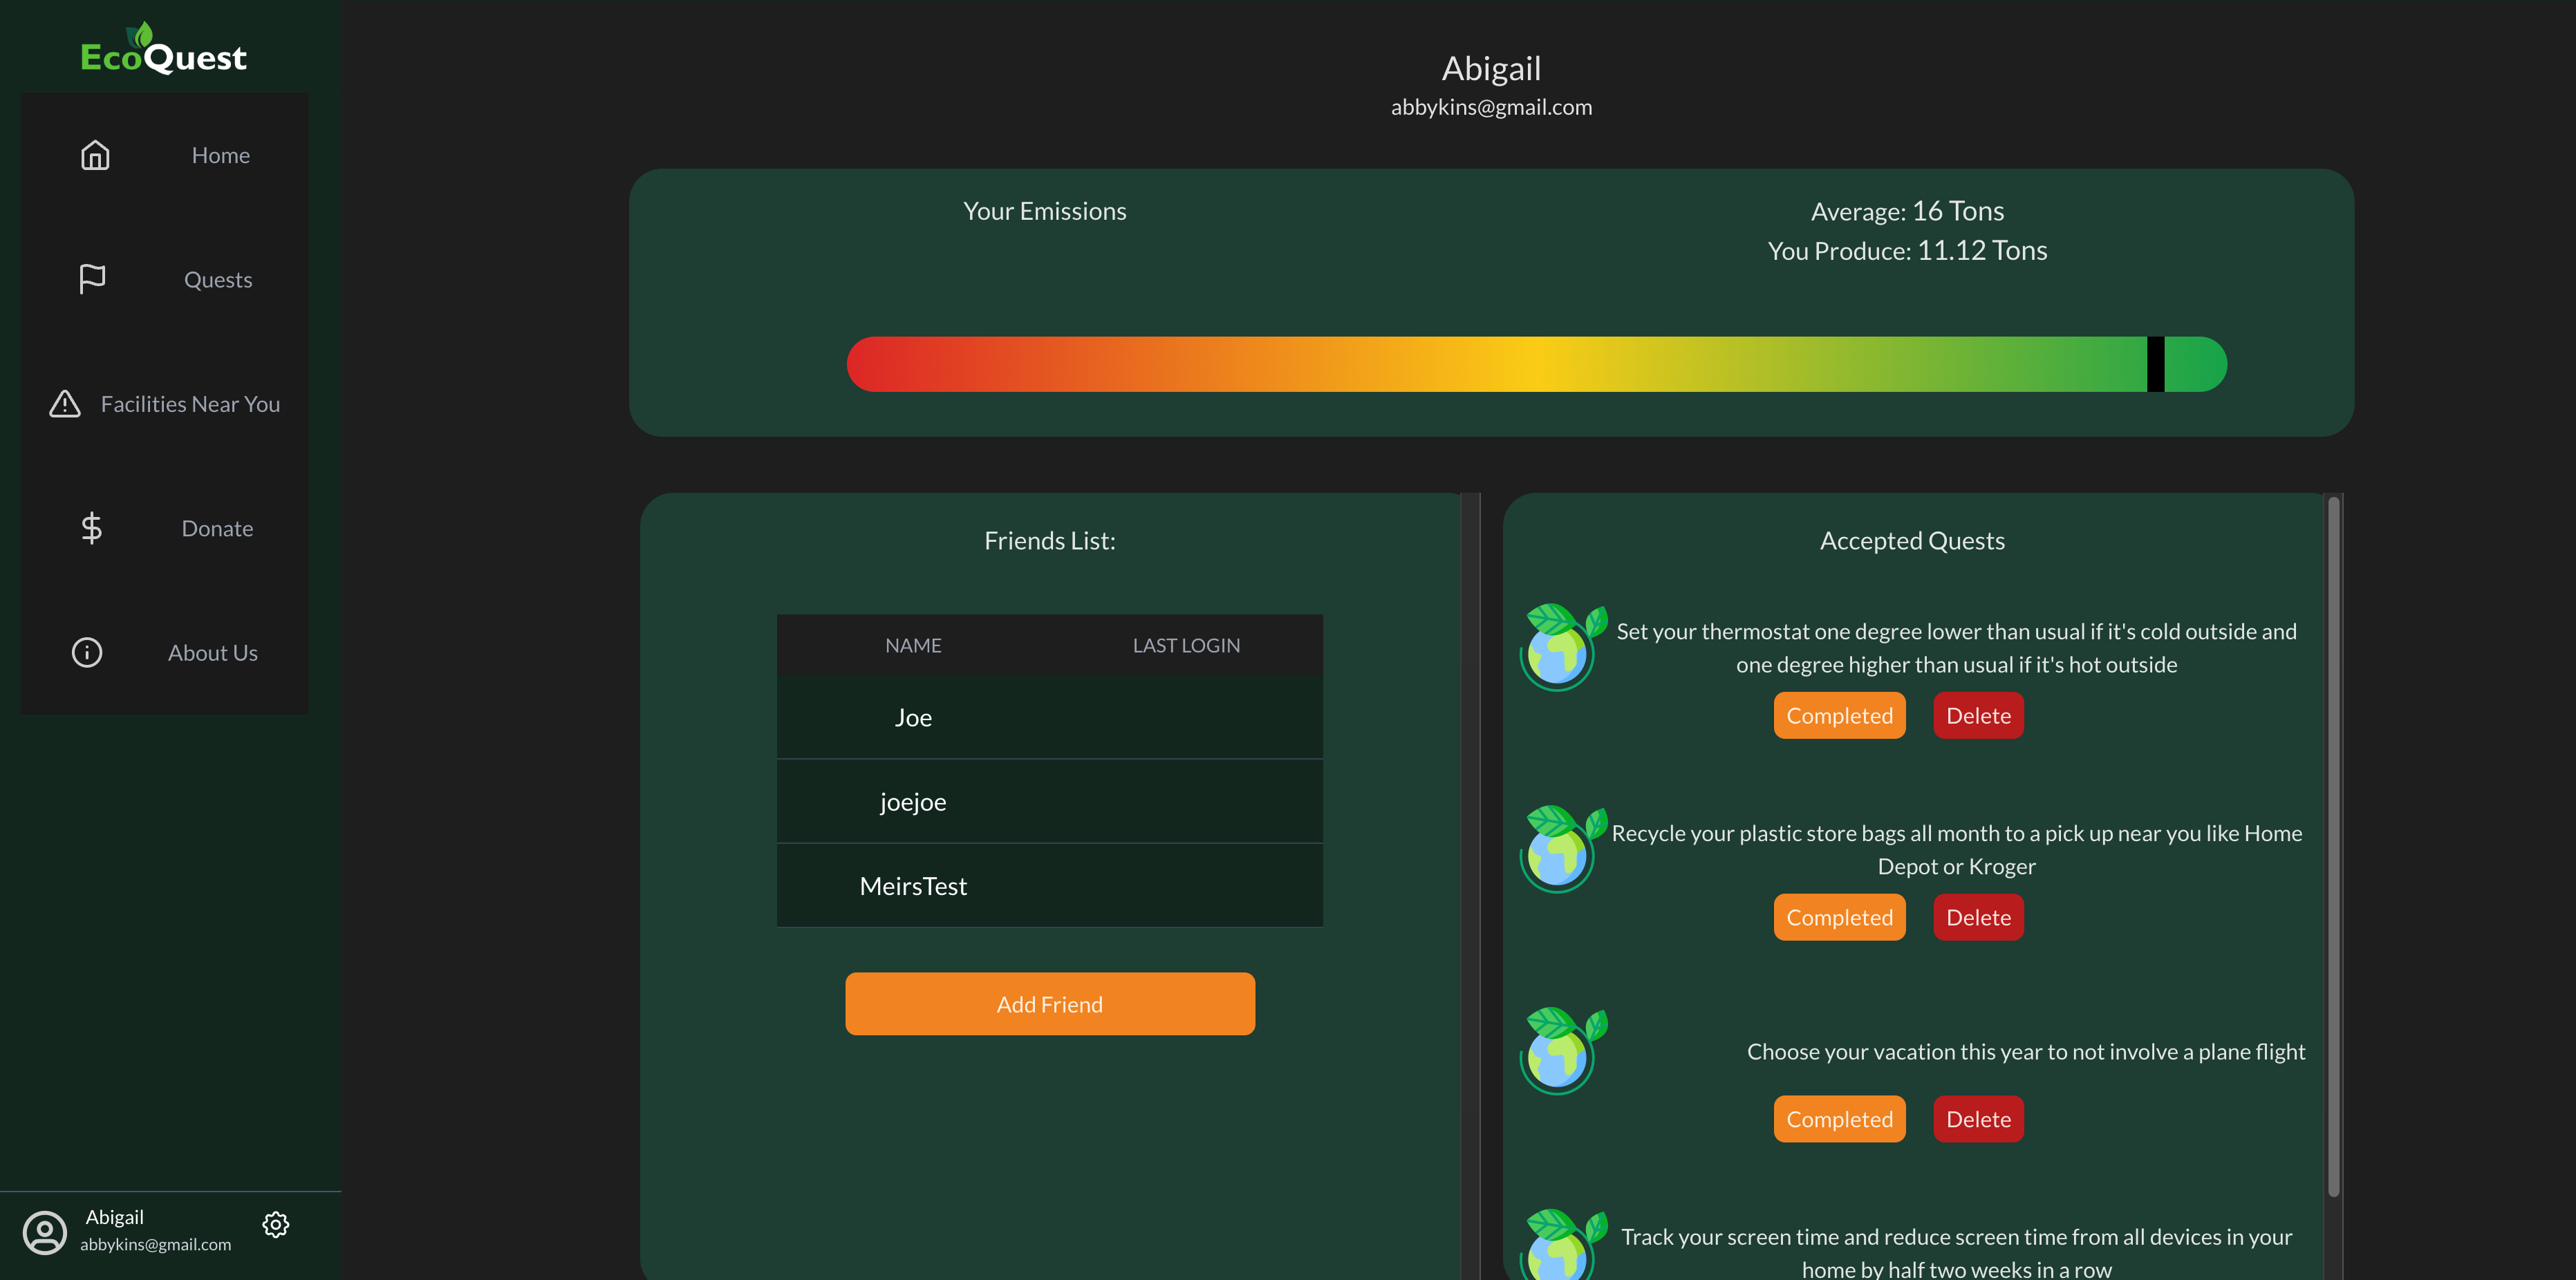 EcoQuest
Home
Quests
Facilities Near You
Donate
About Us
Abigail
abbykins@gmail.com
Abigail
abbykins@gmail.com
Your Emissions
Average: 16 Tons
You Produce: 11.12 Tons
Friends List:
NAME LAST LOGIN
Joe
joejoe
MeirsTest
Add Friend
Accepted Quests
Set your thermostat one degree lower than usual if it's cold outside and
one degree higher than usual if it's hot outside
Completed Delete
Recycle your plastic store bags all month to a pick up near you like Home
Depot or Kroger
Completed Delete
Choose your vacation this year to not involve a plane flight
Completed Delete
Track your screen time and reduce screen time from all devices in your
home by half two weeks in a row